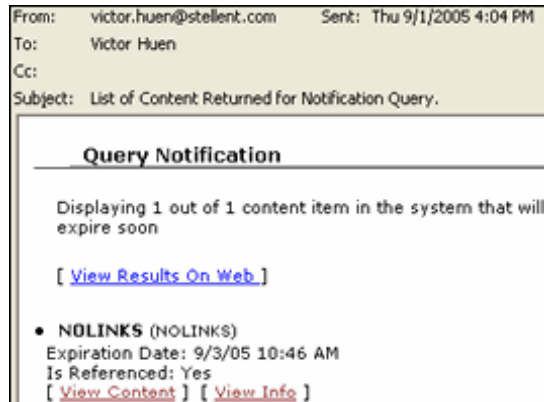 From: victor.huen@stellent.com Sent: Thu 9/1/2005 4:04 PM
To: Victor Huen
Cc:
Subject: List of Content Returned for Notification Query.
Query Notification
Displaying 1 out of 1 content item in the system that will
expire soon
[ View Results On Web ]
• NOLINKS (NOLINKS)
Expiration Date: 9/3/05 10:46 AM
Is Referenced: Yes
[ View Content ] [ View Info ]